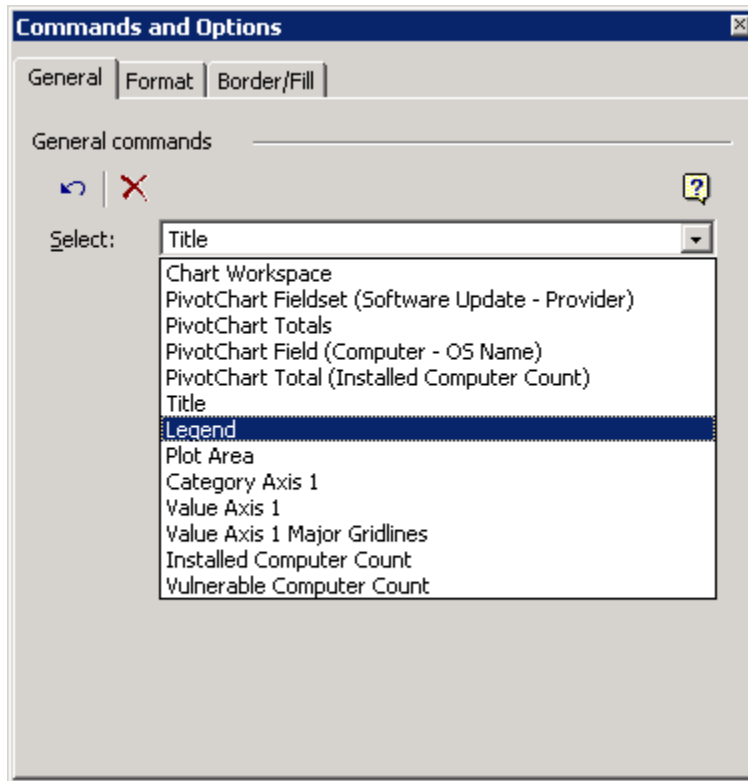 Commands and Options
General Format Border/Fill
General commands
Select: Title
Chart Workspace
PivotChart Fieldset (Software Update - Provider)
PivotChart Totals
PivotChart Field (Computer - OS Name)
PivotChart Total (Installed Computer Count)
Title
Legend
Plot Area
Category Axis 1
Value Axis 1
Value Axis 1 Major Gridlines
Installed Computer Count
Vulnerable Computer Count